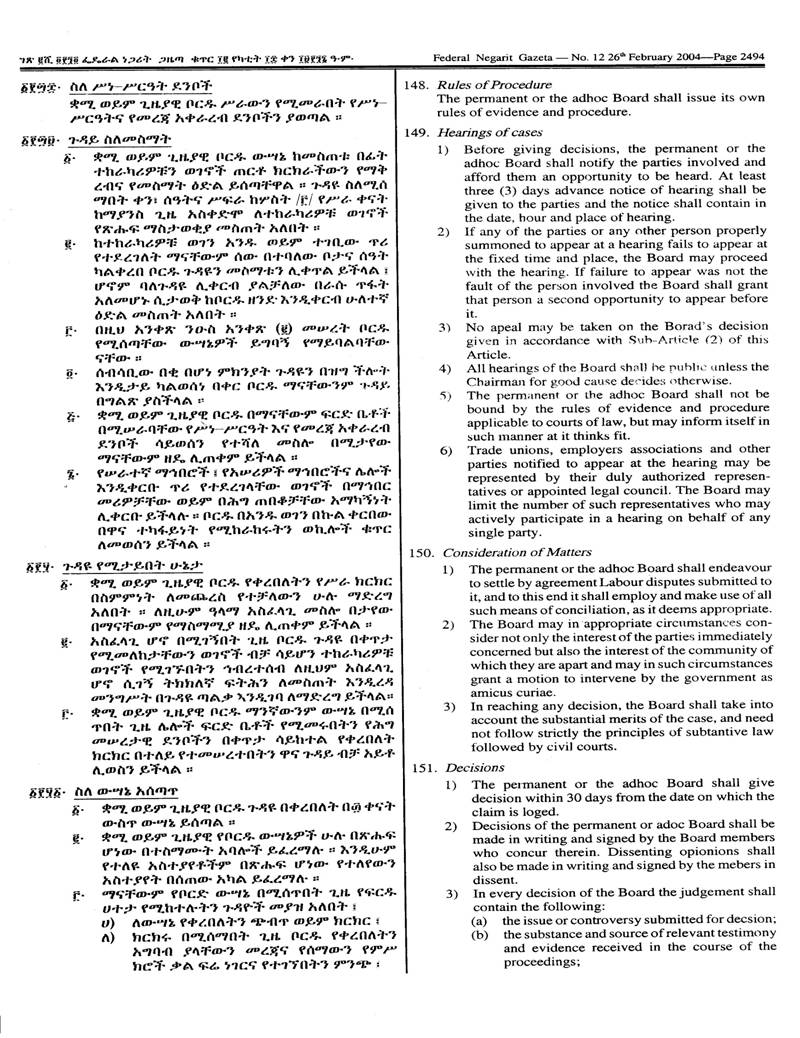 ገጽ ፪ሺ፬፻፺፬ ፌዴራል ነጋሪት ጋዜጣ ቁጥር ፲፪ የካቲት ፲፰ ቀን ፲፱፻፺፮ ዓ·ም·
Federal Negarit Gazeta — No. 12 26th February 2004—Page 2494
፩፻፵፰· ስለ ሥነ–ሥርዓት ደንቦች
ቋሚ ወይም ጊዜያዊ ቦርዱ ሥራውን የሚመራበት የሥነ–
ሥርዓትና የመረጃ አቀራረብ ደንቦችን ያወጣል ።
፩፻፵፱· ጉዳይ ስለመስማት
፩· ቋሚ ወይም ጊዜያዊ ቦርዱ ውሣኔ ከመስጠቱ በፊት
ተከራካሪዎቹን ወገኖች ጠርቶ ክርክራችውን የማቅ
ረብና የመስማት ዕድል ይሰጣቸዋል ። ጉዳዩ ስለሚሰ
ማበት ቀን፣ ሰዓትና ሥፍራ ከሦስት /፫/ የሥራ ቀናት
ከማያንስ ጊዜ አስቀድሞ ለተከራካሪዎቹ ወገኖች
የጽሑፍ ማስታወቂያ መስጠት አለበት ።
፪· ከተከራካሪዎቹ ወገን አንዱ ወይም ተገቢው ጥሪ
የተደረገለት ማናቸውም ሰው በተባለው ቦታና ሰዓት
ካልቀረበ ቦርዱ ጉዳዩን መስማቱን ሊቀጥል ይችላል ፣
ሆኖም ባለጉዳዩ ሊቀርብ ያልቻለው በራሱ ጥፋት
አለመሆኑ ሲታወቅ ከቦርዱ ዘንድ እንዲቀርብ ሁለተኛ
ዕድል መስጠት አለበት ።
፫· በዚህ አንቀጽ ንዑስ አንቀጽ (፪) መሠረት ቦርዱ
የሚሰጣቸው ውሣኔዎች ይግባኝ የማይባልባቸው
ናቸው ።
፬· ሰብሳቢው በቂ በሆነ ምክንያት ጉዳዩን በዝግ ችሎት
እንዲታይ ካልወሰነ በቀር ቦርዱ ማናቸውንም ጉዳይ
በግልጽ ያስችላል ።
፭· ቋሚ ወይም ጊዜያዊ ቦርዱ በማናቸውም ፍርድ ቤቶች
በሚሠራባቸው የሥነ–ሥርዓት እና የመረጃ አቀራረብ
ደንቦች ሳይወሰን የተሻለ መስሎ በሚታየው
ማናቸውም ዘዴ ሊጠቀም ይችላል ።
፮· የሠራተኛ ማኅበሮች ፣ የአሠሪዎች ማኅበሮችና ሌሎች
እንዲቀርቡ ጥሪ የተደረገላቸው ወገኖች በማኅበር
መሪዎቻቸው ወይም በሕግ ጠበቆቻቸው አማካኝነት
ሊቀርቡ ይችላሉ ። ቦርዱ በአንዱ ወገን በኩል ቀርበው
በዋና ተካፋይነት የሚከራከሩትን ወኪሎች ቁጥር
ለመወሰን ይችላል ።
፩፻፶· ጉዳዩ የሚታይበት ሁኔታ
፩· ቋሚ ወይም ጊዜያዊ ቦርዱ የቀረበለትን የሥራ ክርክር
በስምምነት ለመጨረስ የተቻለውን ሁሉ ማድረግ
አለበት ። ለዚሁም ዓላማ አስፈላጊ መስሎ በታየው
በማናቸውም የማስማሚያ ዘዴ ሊጠቀም ይችላል ።
፪· አስፈላጊ ሆኖ በሚገኝበት ጊዜ ቦርዱ ጉዳዩ በቀጥታ
የሚመለከታቸውን ወገኖች ብቻ ሳይሆን ተከራካሪዎቹ
ወገኖች የሚገኙበትን ኅብረተሰብ ለዚህም አስፈላጊ
ሆኖ ሲገኝ ትክክለኛ ፍትሕን ለመስጠት እንዲረዳ
መንግሥት በጉዳዩ ጣልቃ እንዲገባ ለማድረግ ይችላል።
፫· ቋሚ ወይም ጊዜያዊ ቦርዱ ማንኛውንም ውሣኔ በሚሰ
ጥበት ጊዜ ሌሎች ፍርድ ቤቶች የሚመሩበትን የሕግ
መሠረታዊ ደንቦችን በቀጥታ ሳይከተል የቀረበለት
ክርክር በተለይ የተመሠረተበትን ዋና ጉዳይ ብቻ አይቶ
ሊወስን ይችላል ።
፩፻፶፩· ስለ ውሣኔ አሰጣጥ
፩· ቋሚ ወይም ጊዜያዊ ቦርዱ ጉዳዩ በቀረበለት በ፴ ቀናት
ውስጥ ውሣኔ ይሰጣል ።
፪· ቋሚ ወይም ጊዜያዊ የቦርዱ ውሣኔዎች ሁሉ በጽሑፍ
ሆነው በተስማሙት አባሎች ይፈረማሉ ። እንዲሁም
የተለዩ አስተያየቶችም በጽሑፍ ሆነው የተለየውን
አስተያየት በሰጠው አካል ይፈረማሉ ።
፫· ማናቸውም የቦርድ ውሣኔ በሚሰጥበት ጊዜ የፍርዱ
ሀተታ የሚከተሉትን ጉዳዮች መያዝ አለበት ፣
ሀ) ለውሣኔ የቀረበለትን ጭብጥ ወይም ክርክር ፣
ለ) ክርክሩ በሚሰማበት ጊዜ ቦርዱ የቀረበለትን
አግባብ ያላቸውን መረጃና የሰማውን የምሥ
ክሮች ቃል ፍሬ ነገርና የተገኘበትን ምንጭ ፣
148. Rules of Procedure
The permanent or the adhoc Board shall issue its own
rules of evidence and procedure.
149. Hearings of cases
1) Before giving decisions, the permanent or the
adhoc Board shall notify the parties involved and
afford them an opportunity to be heard. At least
three (3) days advance notice of hearing shall be
given to the parties and the notice shall contain in
the date, hour and place of hearing.
2) If any of the parties or any other person properly
summoned to appear at a hearing fails to appear at
the fixed time and place, the Board may proceed
with the hearing. If failure to appear was not the
fault of the person involved the Board shall grant
that person a second opportunity to appear before
it.
3) No apeal may be taken on the Borad's decision
given in accordance with Sub-Article (2) of this
Article.
4) All hearings of the Board shall be public unless the
Chairman for good cause decides otherwise.
5) The permanent or the adhoc Board shall not be
bound by the rules of evidence and procedure
applicable to courts of law, but may inform itself in
such manner at it thinks fit.
6) Trade unions, employers associations and other
parties notified to appear at the hearing may be
represented by their duly authorized represen-
tatives or appointed legal council. The Board may
limit the number of such representatives who may
actively participate in a hearing on behalf of any
single party.
150. Consideration of Matters
1) The permanent or the adhoc Board shall endeavour
to settle by agreement Labour disputes submitted to
it, and to this end it shall employ and make use of all
such means of conciliation, as it deems appropriate.
2) The Board may in appropriate circumstances con-
sider not only the interest of the parties immediately
concerned but also the interest of the community of
which they are apart and may in such circumstances
grant a motion to intervene by the government as
amicus curiae.
3) In reaching any decision, the Board shall take into
account the substantial merits of the case, and need
not follow strictly the principles of subtantive law
followed by civil courts.
151. Decisions
1) The permanent or the adhoc Board shall give
decision within 30 days from the date on which the
claim is loged.
2) Decisions of the permanent or adoc Board shall be
made in writing and signed by the Board members
who concur therein. Dissenting opionions shall
also be made in writing and signed by the mebers in
dissent.
3) In every decision of the Board the judgement shall
contain the following:
(a) the issue or controversy submitted for decsion;
(b) the substance and source of relevant testimony
and evidence received in the course of the
proceedings;